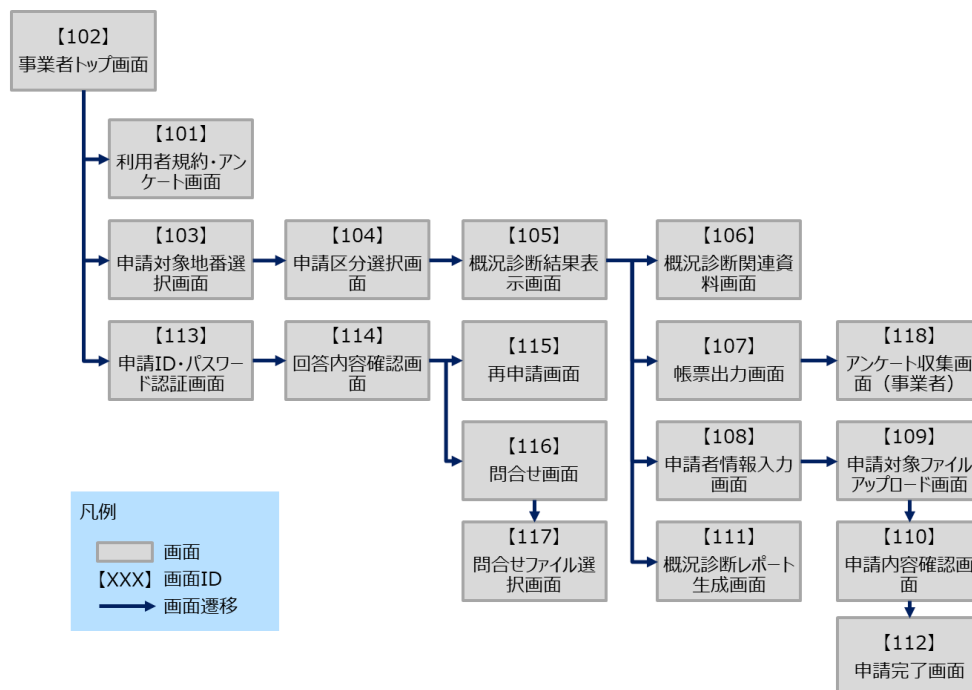 【102】
事業者トップ画面
【101】
利用者規約・アン
ケート画面
【103】
申請対象地番選
択画面
【104】
申請区分選択画
面
【105】
概況診断結果表
示画面
【106】
概況診断関連資
料画面
【113】
申請ID・パスワー
ド認証画面
【114】
回答内容確認画
面
【115】
再申請画面
【107】
帳票出力画面
【118】
アンケート収集画
面（事業者）
【116】
問合せ画面
【108】
申請者情報入力
画面
【109】
申請対象ファイル
アップロード画面
【117】
問合せファイル選
択画面
【111】
概況診断レポート
生成画面
【110】
申請内容確認画
面
【112】
申請完了画面
凡例
画面
【XXX】 画面ID
画面遷移